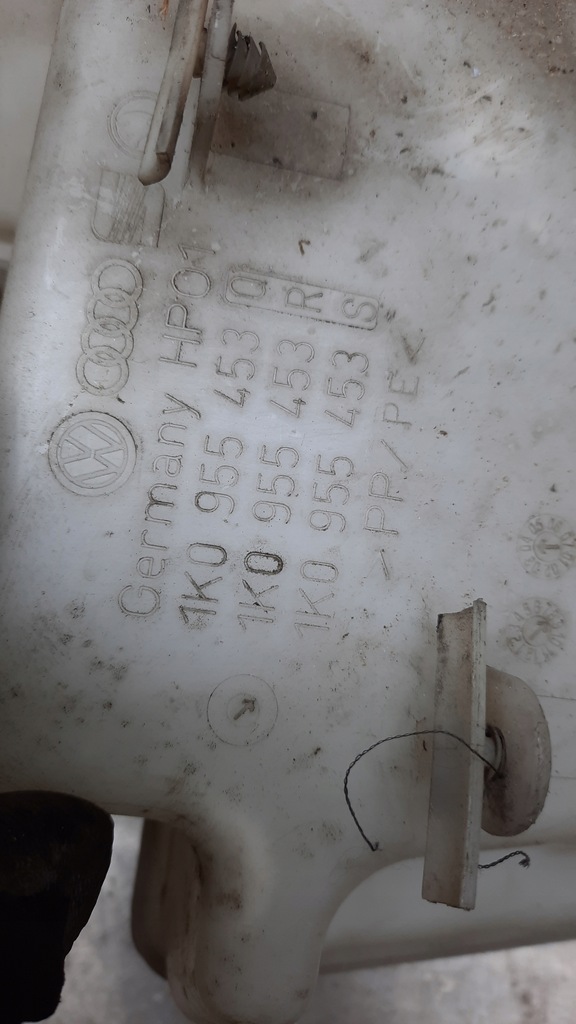 Germany HP01
1K0 955 453 Q
1K0 955 453 R
1K0 955 453 S
-PP/PE<